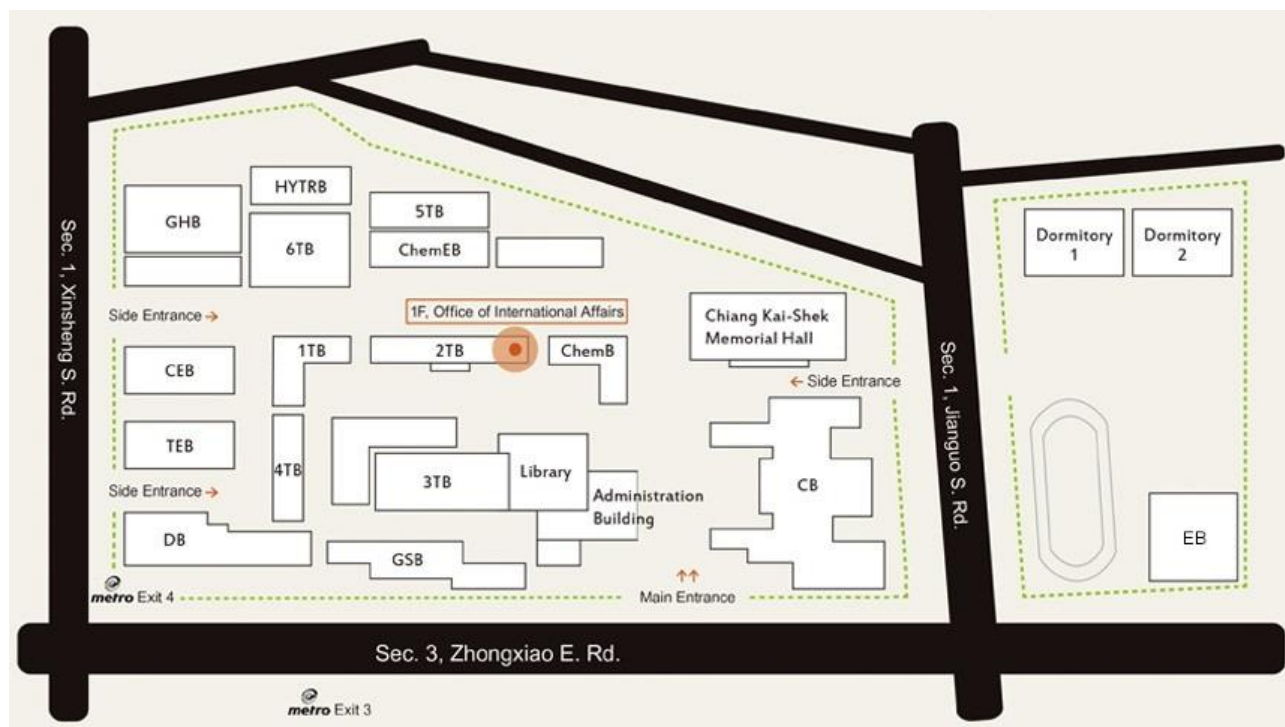 HYTRB
GHB
6TB
5TB
ChemEB
Dormitory
1
Dormitory
2
Sec. 1, Xinsheng S. Rd.
Side Entrance →
1F, Office of International Affairs
Chiang Kai-Shek
Memorial Hall
CEB
1TB
2TB
ChemB
← Side Entrance
Sec. 1, Jianguo S. Rd.
TEB
4TB
3TB
Library
Administration
Building
CB
Side Entrance →
DB
GSB
EB
metro Exit 4
↑↑
Main Entrance
Sec. 3, Zhongxiao E. Rd.
metro Exit 3